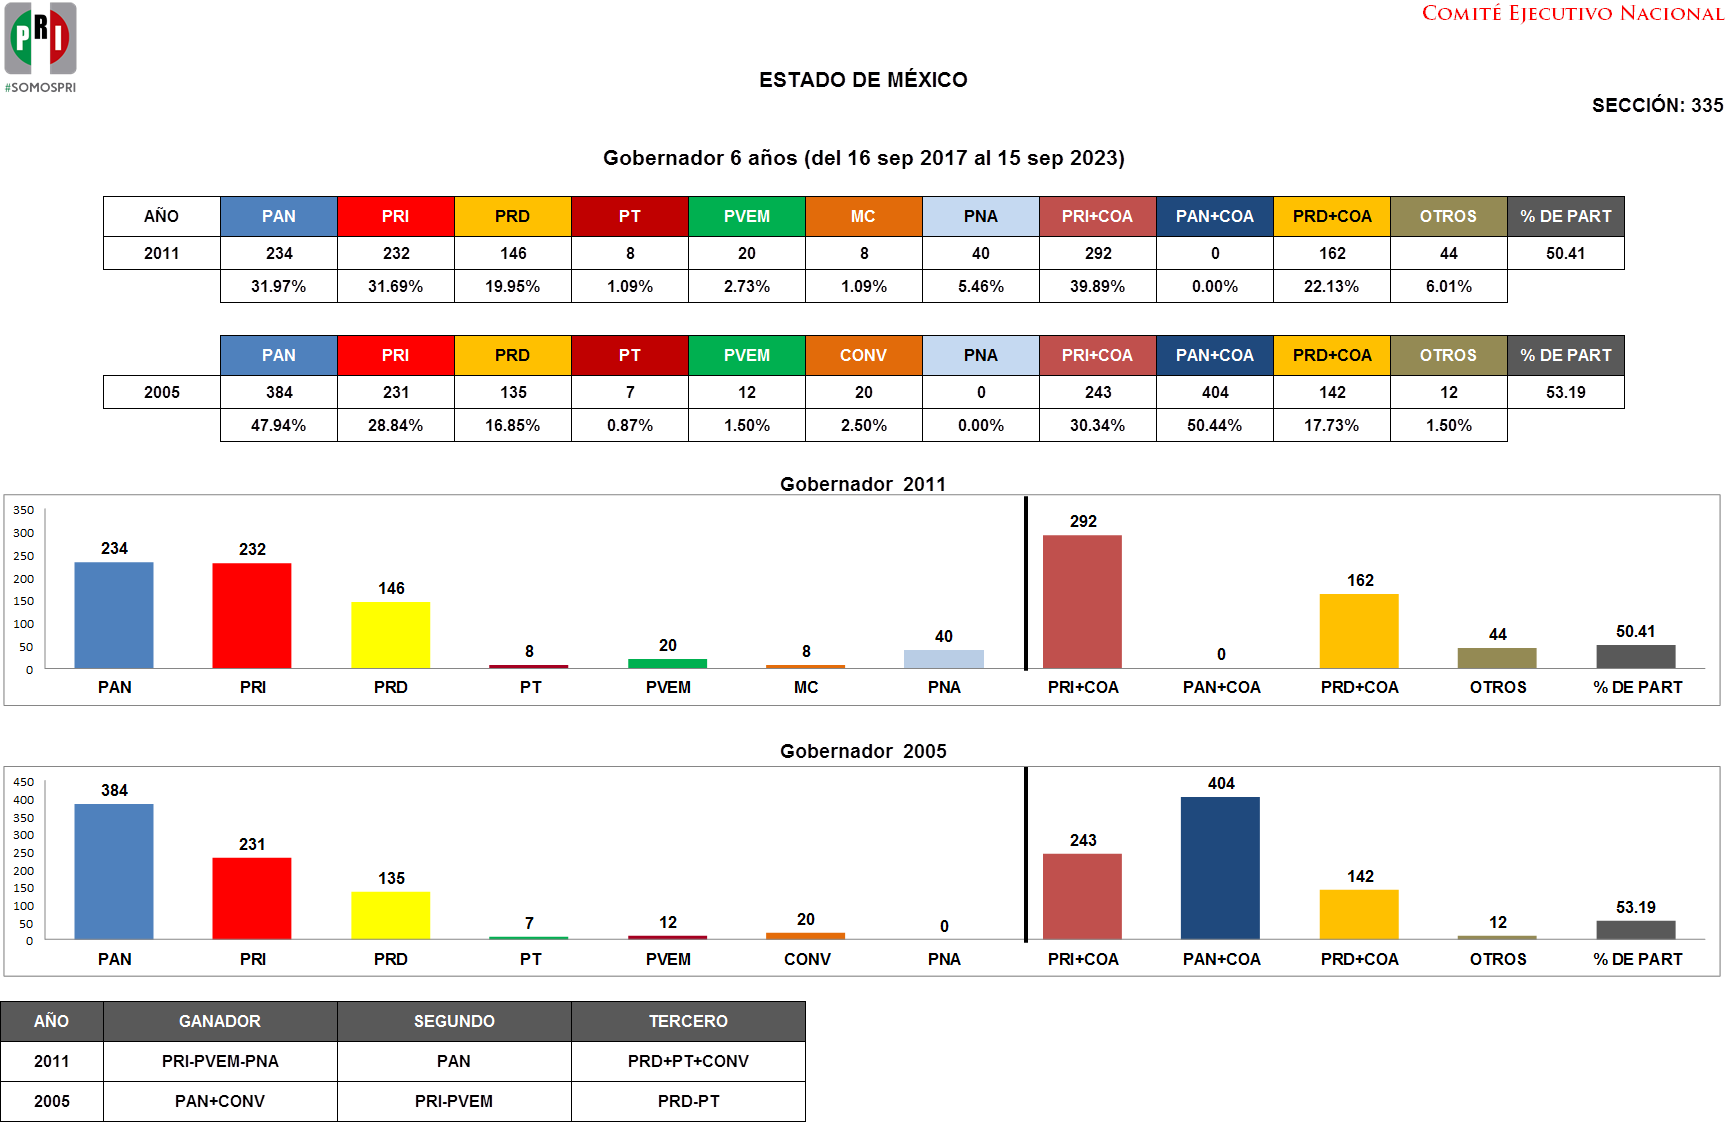 PRI
#SOMOSPRI
COMITÉ EJECUTIVO NACIONAL
ESTADO DE MÉXICO
SECCIÓN: 335
Gobernador 6 años (del 16 sep 2017 al 15 sep 2023)
AÑO PAN PRI PRD PT PVEM MC PNA PRI+COA PAN+COA PRD+COA OTROS % DE PART
2011 234 232 146 8 20 8 40 292 0 162 44 50.41
31.97% 31.69% 19.95% 1.09% 2.73% 1.09% 5.46% 39.89% 0.00% 22.13% 6.01%
PAN PRI PRD PT PVEM CONV PNA PRI+COA PAN+COA PRD+COA OTROS % DE PART
2005 384 231 135 7 12 20 0 243 404 142 12 53.19
47.94% 28.84% 16.85% 0.87% 1.50% 2.50% 0.00% 30.34% 50.44% 17.73% 1.50%
Gobernador 2011
350
300
250
200
150
100
50
0
234 232 146 8 20 8 40 292 0 162 44 50.41
PAN PRI PRD PT PVEM MC PNA PRI+COA PAN+COA PRD+COA OTROS % DE PART
Gobernador 2005
450
400
350
300
250
200
150
100
50
0
384 231 135 7 12 20 0 243 404 142 12 53.19
PAN PRI PRD PT PVEM CONV PNA PRI+COA PAN+COA PRD+COA OTROS % DE PART
AÑO GANADOR SEGUNDO TERCERO
2011 PRI-PVEM-PNA PAN PRD+PT+CONV
2005 PAN+CONV PRI-PVEM PRD-PT